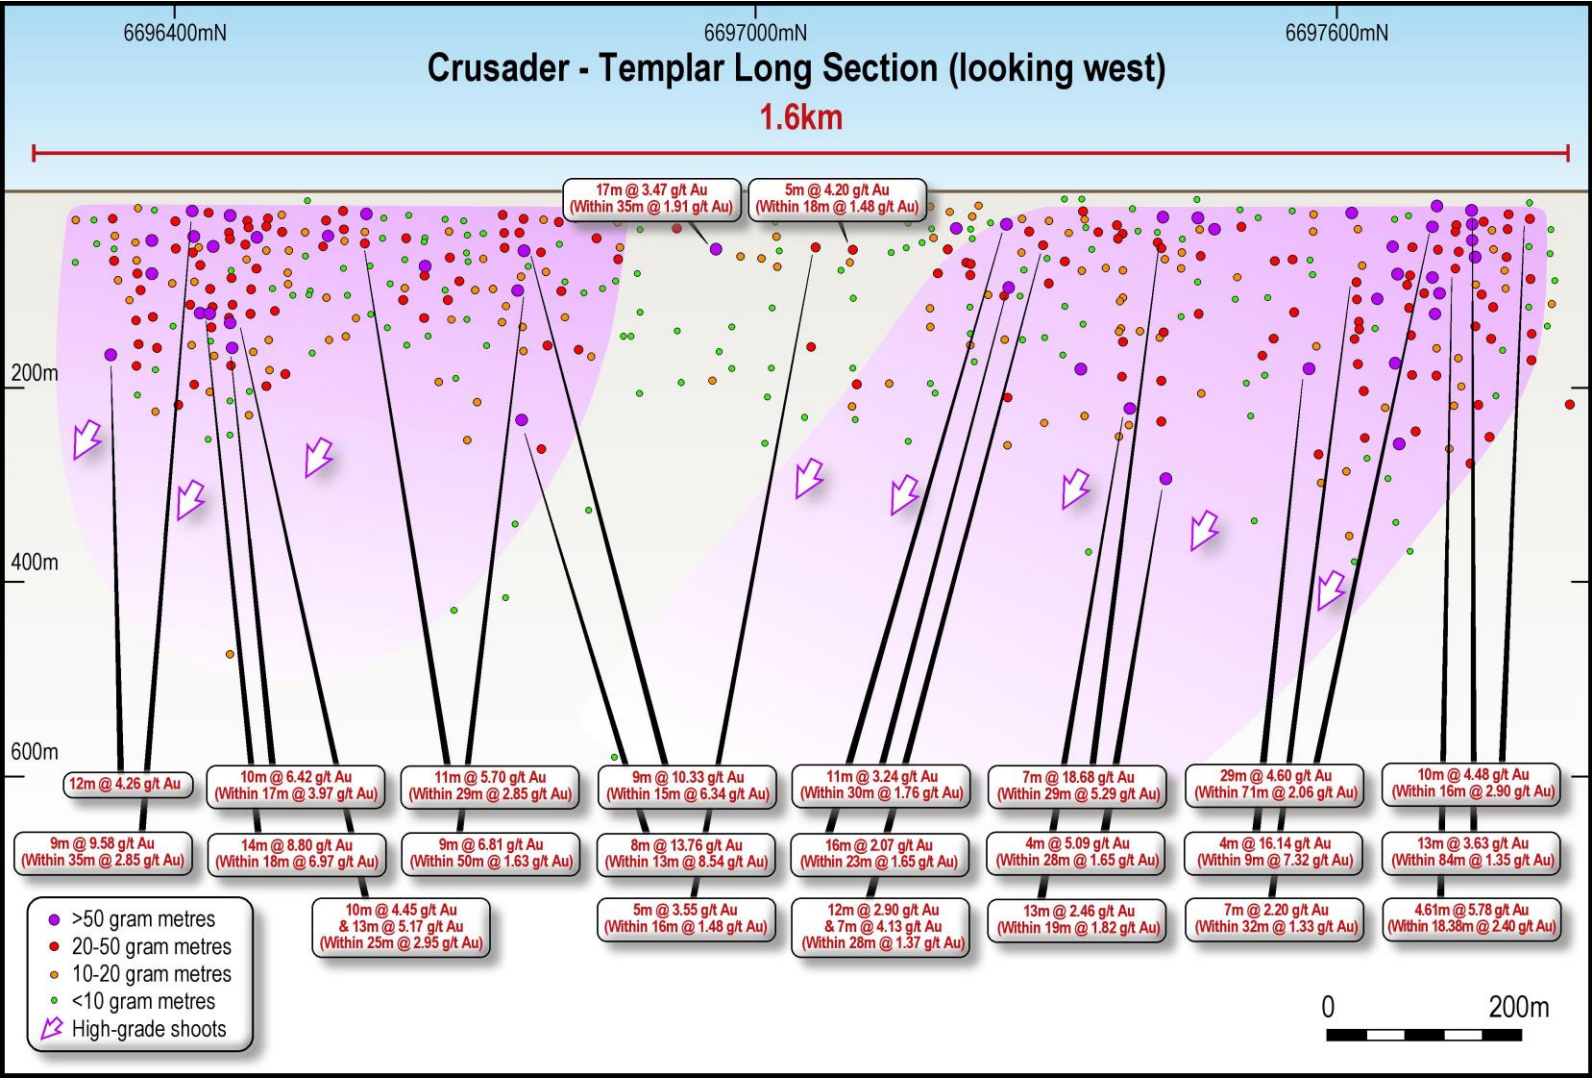 6696400mN
6697000mN
6697600mN
Crusader - Templar Long Section (looking west)
1.6km
17m @ 3.47 g/t Au
(Within 35m @ 1.91 g/t Au)
5m @ 4.20 g/t Au
(Within 18m @ 1.48 g/t Au)
200m
400m
600m
12m @ 4.26 g/t Au
10m @ 6.42 g/t Au
(Within 17m @ 3.97 g/t Au)
11m @ 5.70 g/t Au
(Within 29m @ 2.85 g/t Au)
9m @ 10.33 g/t Au
(Within 15m @ 6.34 g/t Au)
11m @ 3.24 g/t Au
(Within 30m @ 1.76 g/t Au)
7m @ 18.68 g/t Au
(Within 29m @ 5.29 g/t Au)
29m @ 4.60 g/t Au
(Within 71m @ 2.06 g/t Au)
10m @ 4.48 g/t Au
(Within 16m @ 2.90 g/t Au)
9m @ 9.58 g/t Au
(Within 35m @ 2.85 g/t Au)
14m @ 8.80 g/t Au
(Within 18m @ 6.97 g/t Au)
9m @ 6.81 g/t Au
(Within 50m @ 1.63 g/t Au)
8m @ 13.76 g/t Au
(Within 13m @ 8.54 g/t Au)
16m @ 2.07 g/t Au
(Within 23m @ 1.65 g/t Au)
4m @ 5.09 g/t Au
(Within 28m @ 1.65 g/t Au)
4m @ 16.14 g/t Au
(Within 9m @ 7.32 g/t Au)
13m @ 3.63 g/t Au
(Within 84m @ 1.35 g/t Au)
10m @ 4.45 g/t Au
& 13m @ 5.17 g/t Au
(Within 25m @ 2.95 g/t Au)
5m @ 3.55 g/t Au
(Within 16m @ 1.48 g/t Au)
12m @ 2.90 g/t Au
& 7m @ 4.13 g/t Au
(Within 28m @ 1.37 g/t Au)
13m @ 2.46 g/t Au
(Within 19m @ 1.82 g/t Au)
7m @ 2.20 g/t Au
(Within 32m @ 1.33 g/t Au)
4.61m @ 5.78 g/t Au
(Within 18.38m @ 2.40 g/t Au)
>50 gram metres
20-50 gram metres
10-20 gram metres
<10 gram metres
High-grade shoots
0 200m